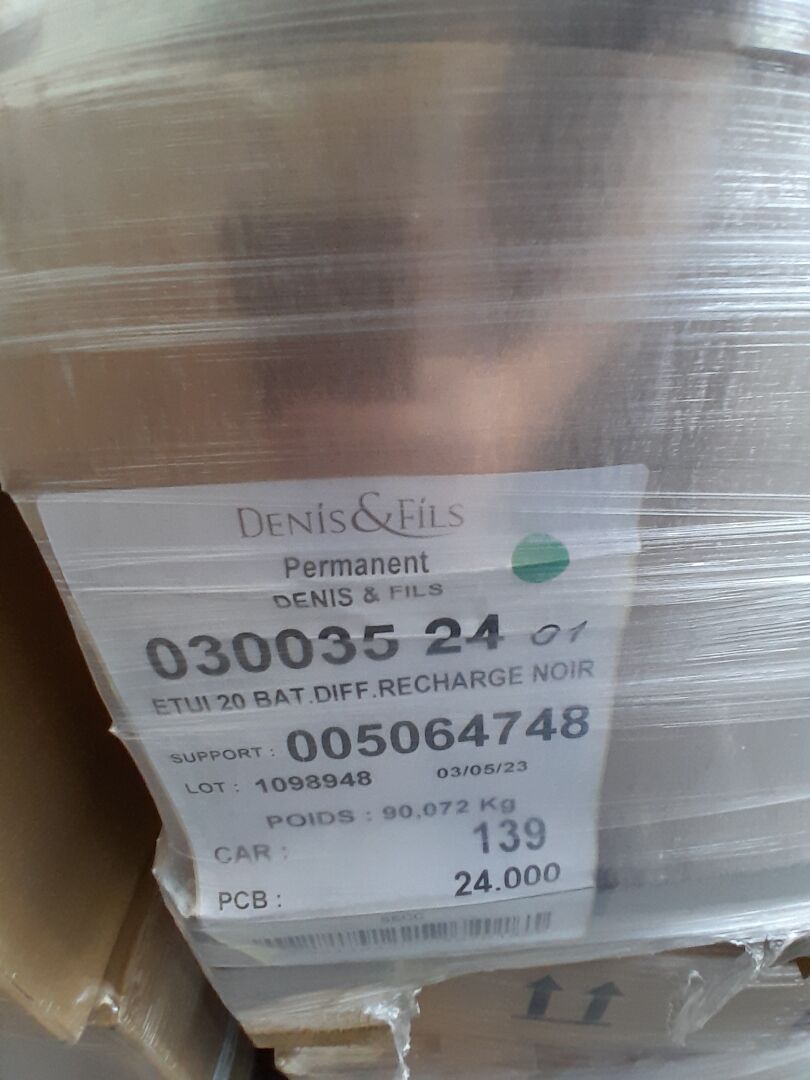 DENIS & FILS
Permanent
DENIS & FILS
030035 24 01
ETUI 20 BAT.DIFF.RECHARGE NOIR
SUPPORT : 005064748
LOT : 1098948 03/05/23
POIDS : 90,072 Kg
CAR : 139
PCB : 24.000
SSCC